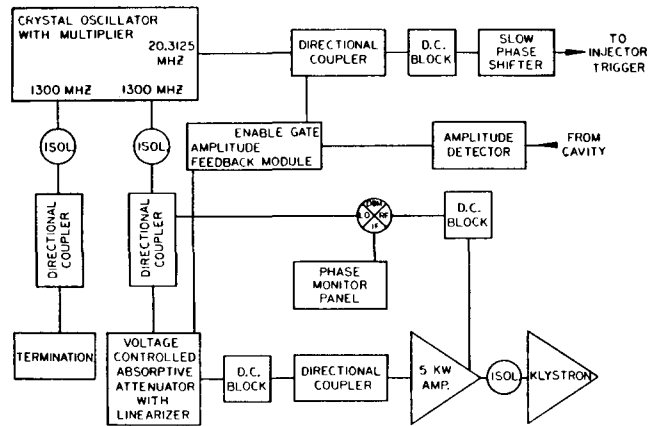 CRYSTAL OSCILLATOR
WITH MULTIPLIER
20.3125
MHZ
1300 MHZ
1300 MHZ
DIRECTIONAL
COUPLER
D.C.
BLOCK
SLOW
PHASE
SHIFTER
TO
INJECTOR
TRIGGER
ISOL
ISOL
ENABLE GATE
AMPLITUDE
FEEDBACK MODULE
AMPLITUDE
DETECTOR
FROM
CAVITY
DIRECTIONAL
COUPLER
DIRECTIONAL
COUPLER
DBM
LO
RF
IF
D.C.
BLOCK
PHASE
MONITOR
PANEL
TERMINATION
VOLTAGE
CONTROLLED
ABSORPTIVE
ATTENUATOR
WITH
LINEARIZER
D.C.
BLOCK
DIRECTIONAL
COUPLER
5 KW
AMP.
ISOL
KLYSTRON